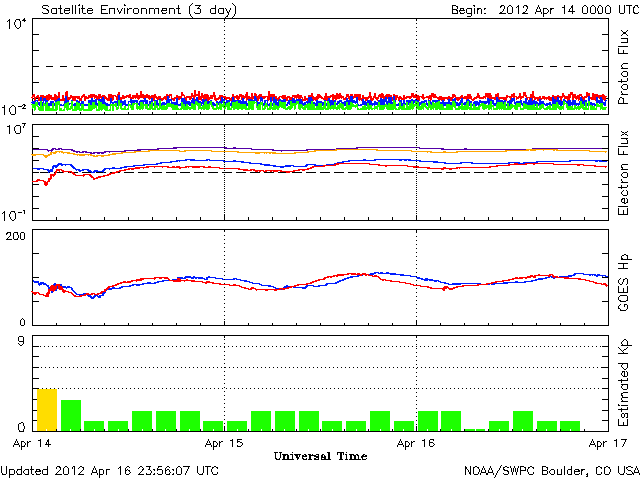 Satellite Environment (3 day) Begin: 2012 Apr 14 0000 UTC
10⁴
10⁻²
Proton Flux
10⁷
10⁻¹
Electron Flux
200
0
GOES Hp
9
0
Estimated Kp
Apr 14 Apr 15 Apr 16 Apr 17
Universal Time
Updated 2012 Apr 16 23:56:07 UTC NOAA/SWPC Boulder, CO USA